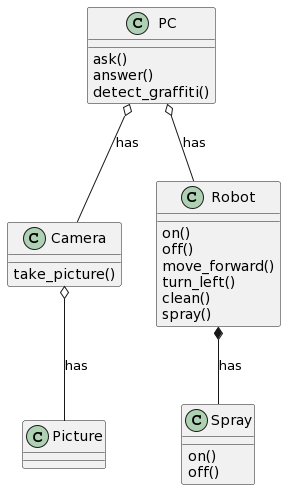 C PC
ask()
answer()
detect_graffiti()
has
has
C Camera
take_picture()
C Robot
on()
off()
move_forward()
turn_left()
clean()
spray()
has
has
C Picture
C Spray
on()
off()